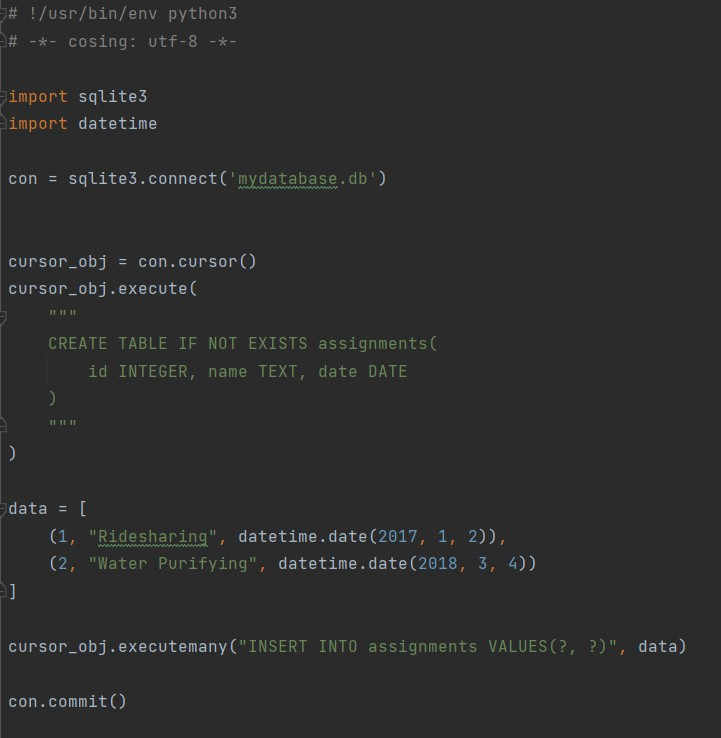 # !/usr/bin/env python3
# -*- cosing: utf-8 -*-
import sqlite3
import datetime
con = sqlite3.connect('mydatabase.db')
cursor_obj = con.cursor()
cursor_obj.execute(
    """
    CREATE TABLE IF NOT EXISTS assignments(
        id INTEGER, name TEXT, date DATE
    )
    """
)
data = [
    (1, "Ridesharing", datetime.date(2017, 1, 2)),
    (2, "Water Purifying", datetime.date(2018, 3, 4))
]
cursor_obj.executemany("INSERT INTO assignments VALUES(?, ?)", data)
con.commit()